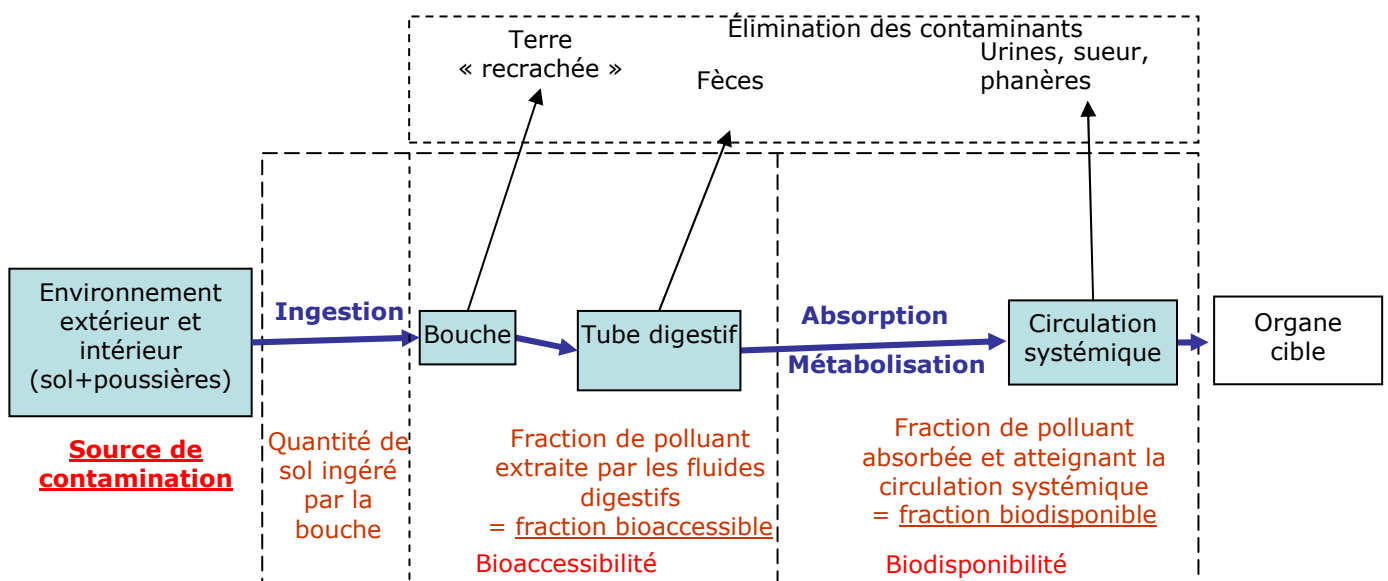 Élimination des contaminants
Terre
« recrachée »
Fèces
Urines, sueur,
phanères
Environnement
extérieur et
intérieur
(sol+poussières)
Ingestion
Bouche
Tube digestif
Absorption
Métabolisation
Circulation
systémique
Organe
cible
Source de
contamination
Quantité de
sol ingéré
par la
bouche
Fraction de polluant
extraite par les fluides
digestifs
= fraction bioaccessible
Bioaccessibilité
Fraction de polluant
absorbée et atteignant la
circulation systémique
= fraction biodisponible
Biodisponibilité